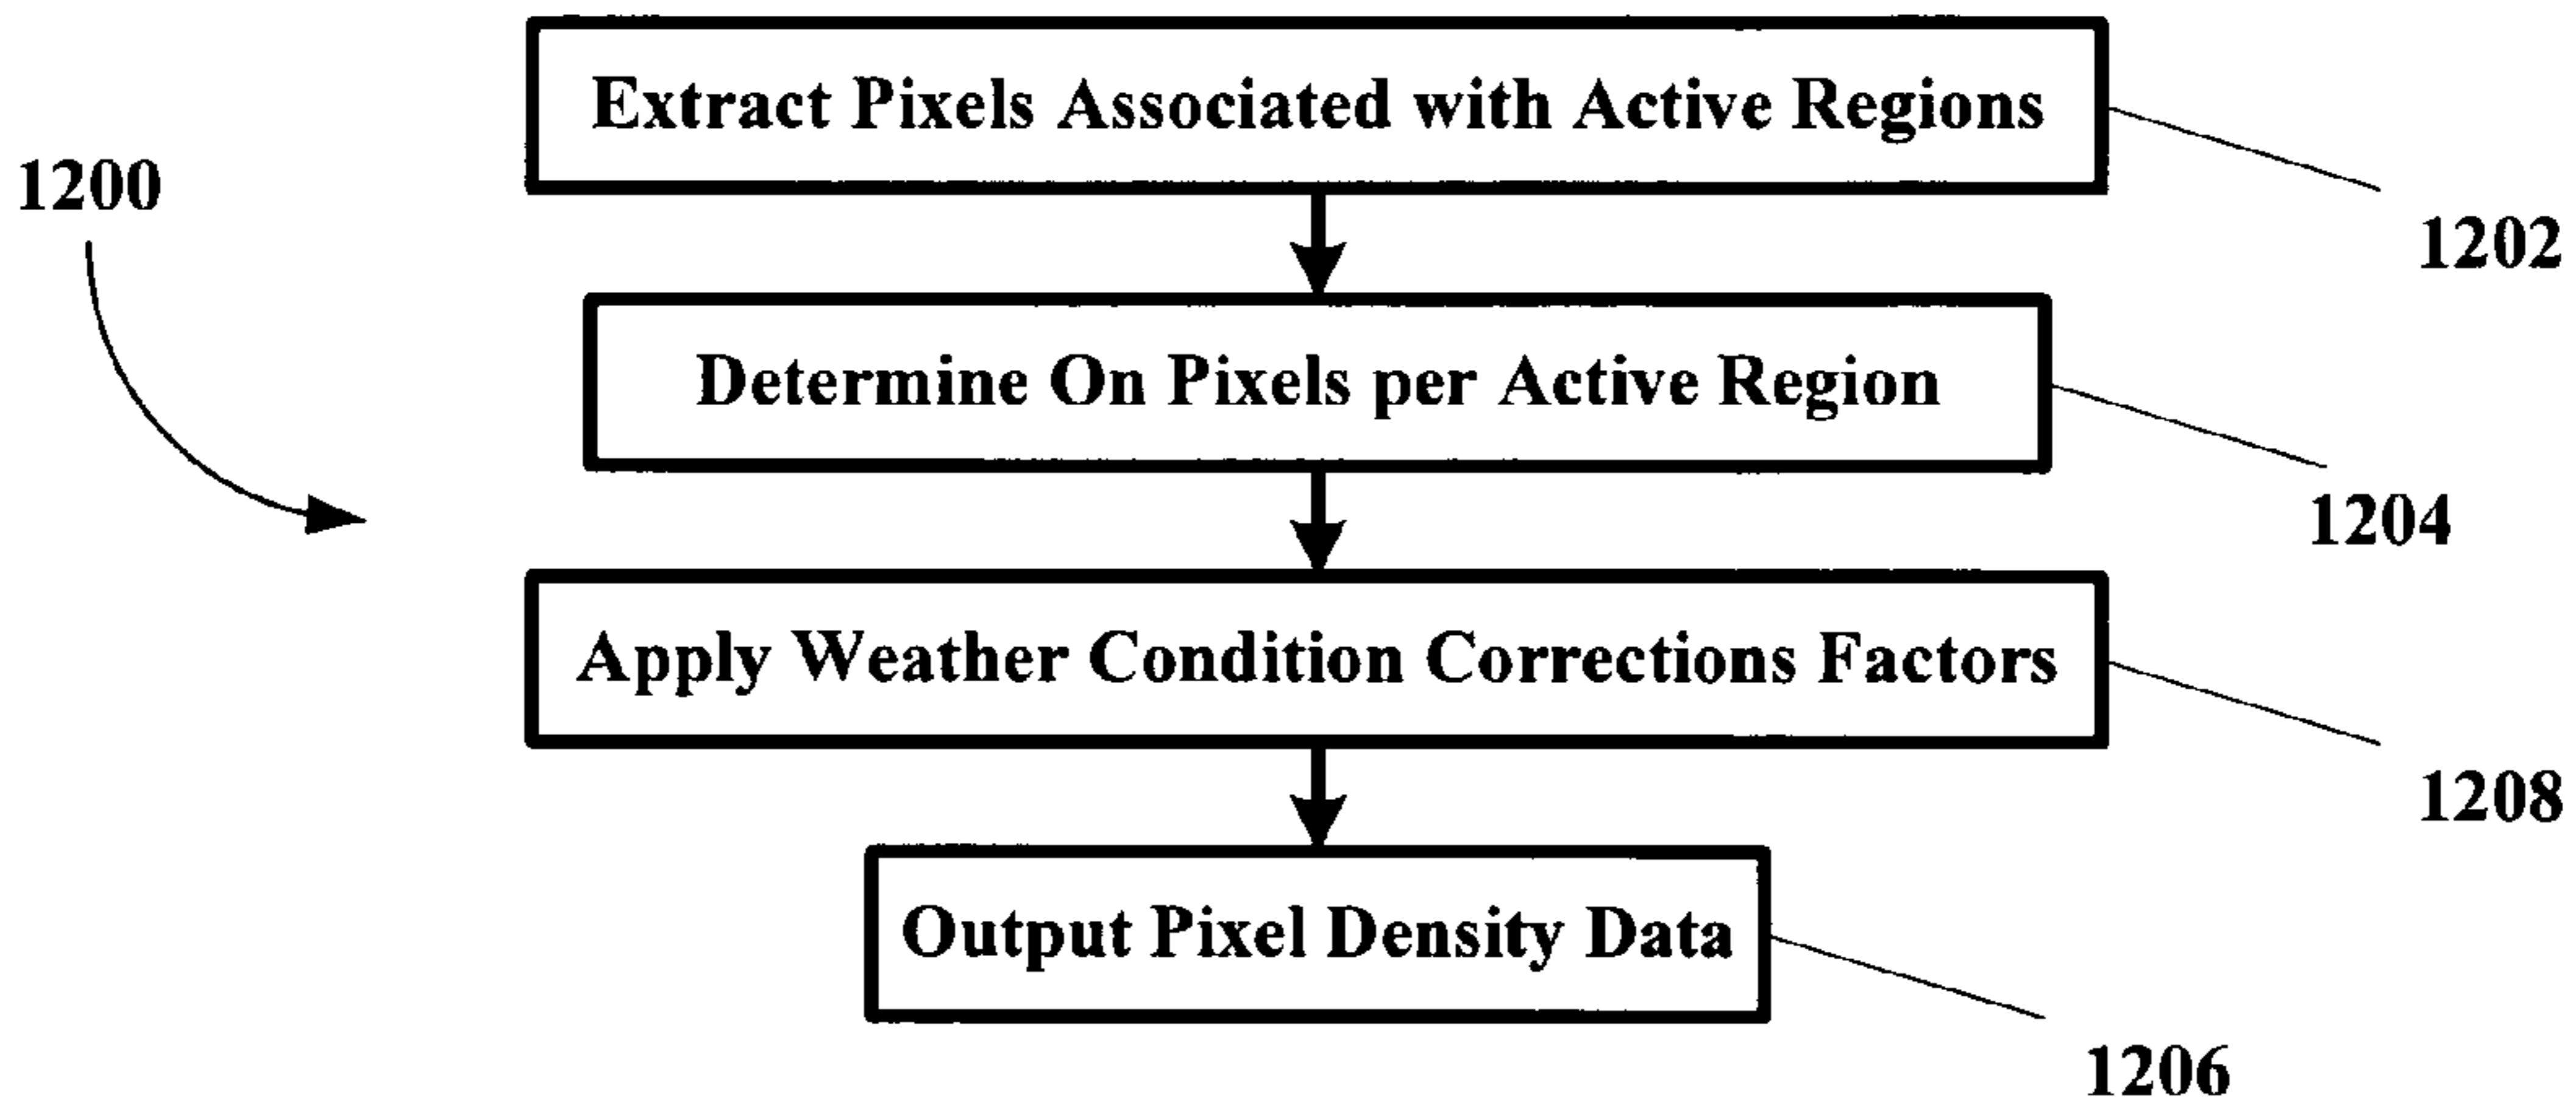 Extract Pixels Associated with Active Regions
1200
1202
Determine On Pixels per Active Region
1204
Apply Weather Condition Corrections Factors
1208
Output Pixel Density Data
1206